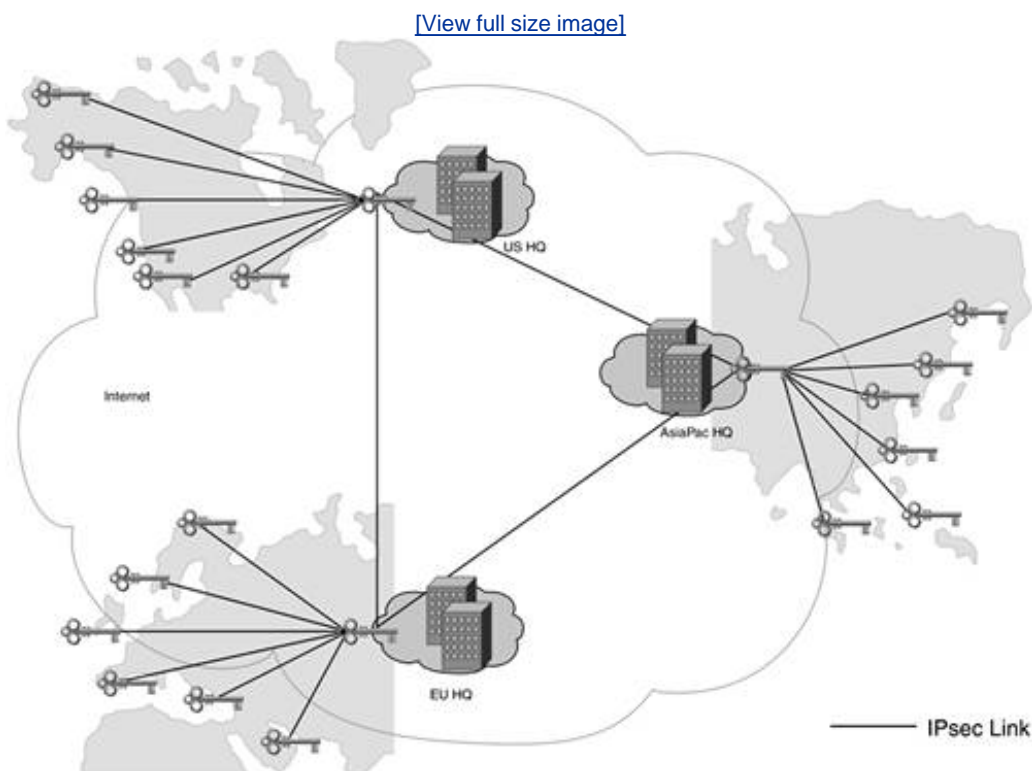 [View full size image]
US HQ
Internet
AsiaPac HQ
EU HQ
IPsec Link